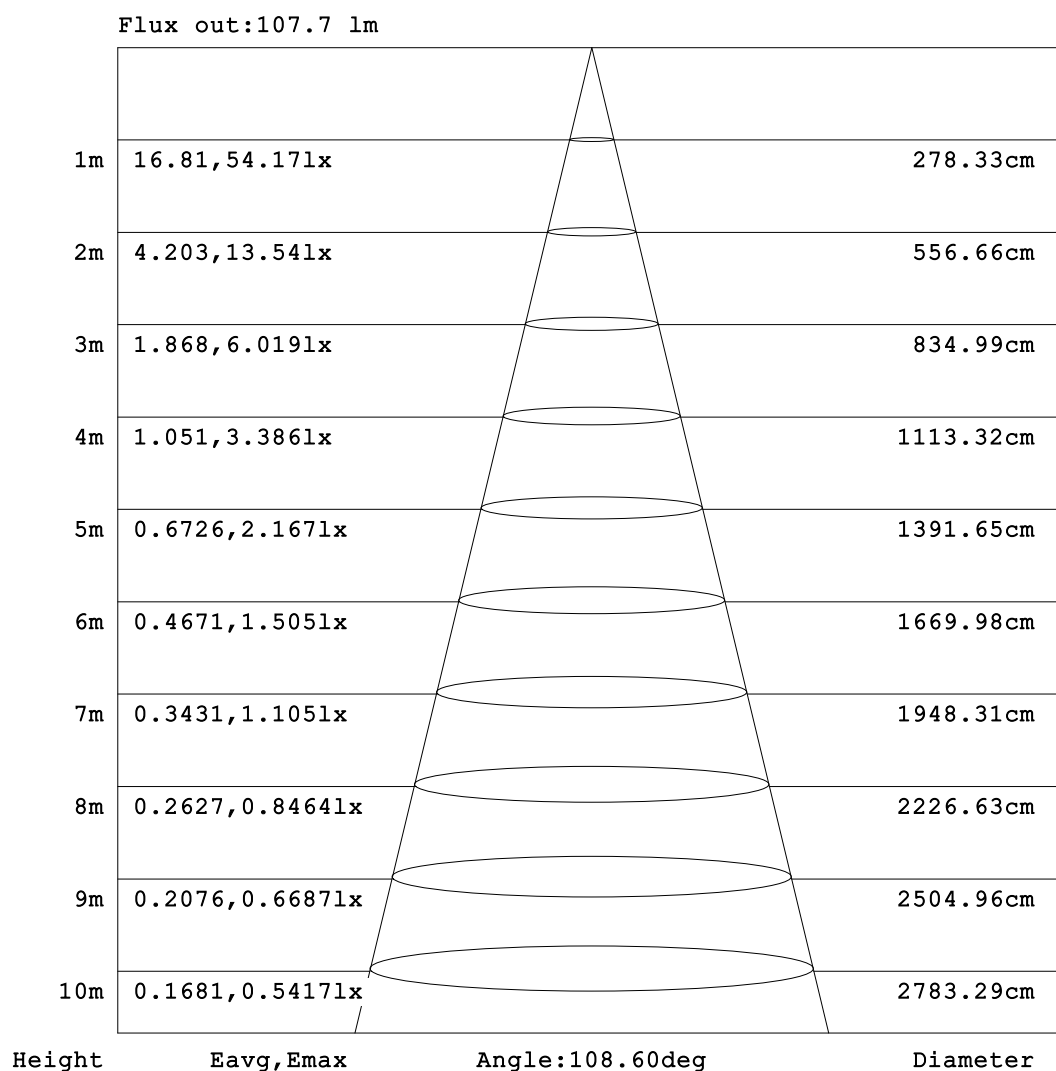 Flux out:107.7 lm
1m 16.81,54.17lx 278.33cm
2m 4.203,13.54lx 556.66cm
3m 1.868,6.019lx 834.99cm
4m 1.051,3.386lx 1113.32cm
5m 0.6726,2.167lx 1391.65cm
6m 0.4671,1.505lx 1669.98cm
7m 0.3431,1.105lx 1948.31cm
8m 0.2627,0.8464lx 2226.63cm
9m 0.2076,0.6687lx 2504.96cm
10m 0.1681,0.5417lx 2783.29cm
Height Eavg,Emax Angle:108.60deg Diameter